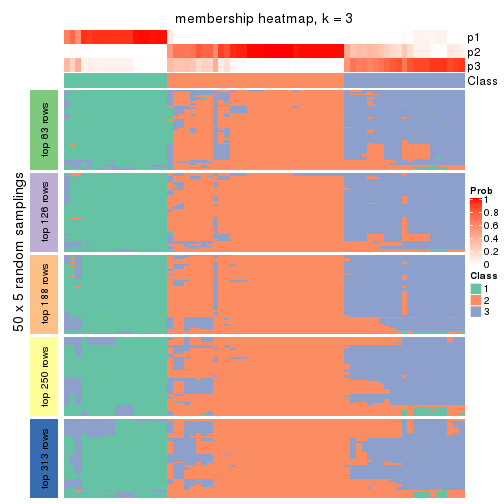 membership heatmap, k = 3
p1
p2
p3
Class
50 x 5 random samplings
top 63 rows
top 126 rows
top 188 rows
top 250 rows
top 313 rows
Prob
1
0.8
0.6
0.4
0.2
0
Class
1
2
3